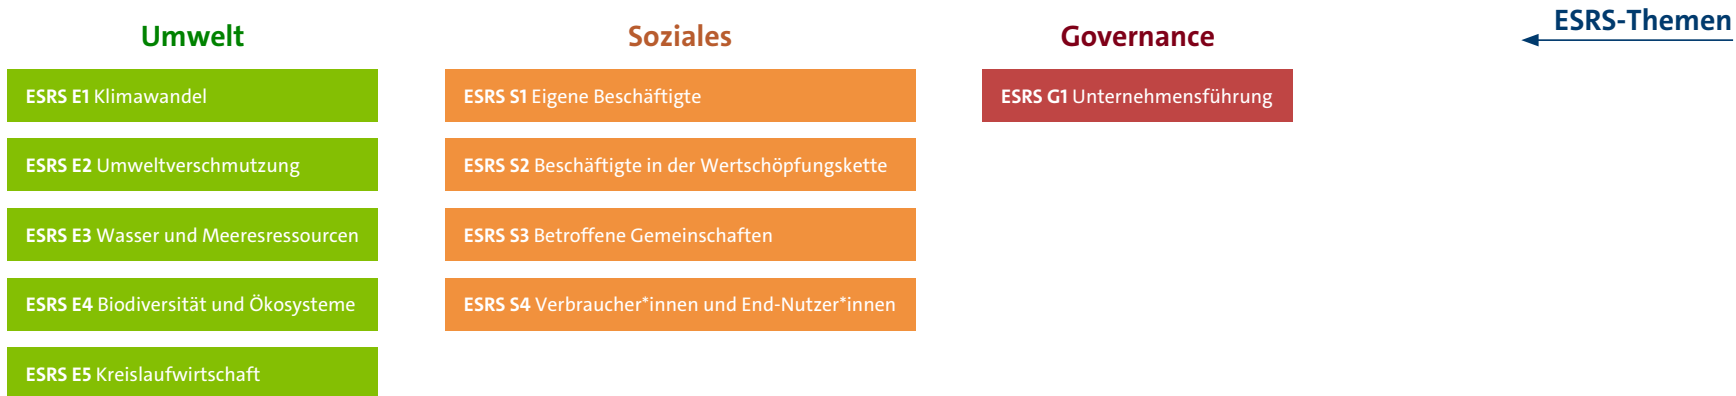 ESRS-Themen
Umwelt
ESRS E1 Klimawandel
ESRS E2 Umweltverschmutzung
ESRS E3 Wasser und Meeresressourcen
ESRS E4 Biodiversität und Ökosysteme
ESRS E5 Kreislaufwirtschaft
Soziales
ESRS S1 Eigene Beschäftigte
ESRS S2 Beschäftigte in der Wertschöpfungskette
ESRS S3 Betroffene Gemeinschaften
ESRS S4 Verbraucher*innen und End-Nutzer*innen
Governance
ESRS G1 Unternehmensführung